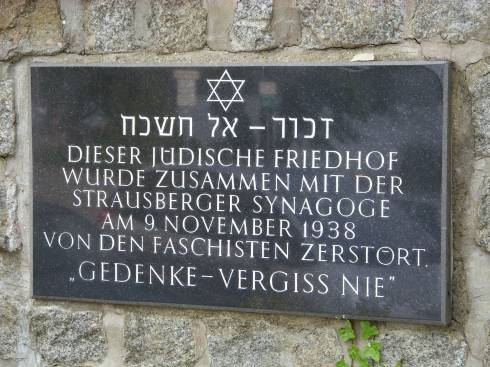 זכור – אל תשכח
DIESER JÜDISCHE FRIEDHOF
WURDE ZUSAMMEN MIT DER
STRAUSBERGER SYNAGOGE
AM 9. NOVEMBER 1938
VON DEN FASCHISTEN ZERSTÖRT.
„GEDENKE – VERGISS NIE"